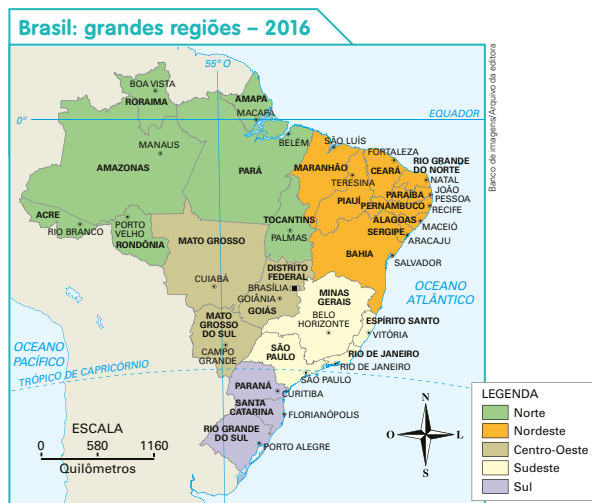 Brasil: grandes regiões – 2016
55º O
BOA VISTA
RORAIMA
AMAPÁ
MACAPÁ
EQUADOR
0º
BELÉM
SÃO LUÍS
FORTALEZA
MANAUS
AMAZONAS
PARÁ
MARANHÃO
TERESINA
CEARÁ
RIO GRANDE
DO NORTE
NATAL
PIAUÍ
PARAÍBA
JOÃO
PESSOA
PERNAMBUCO
RECIFE
ACRE
RIO BRANCO
PORTO
VELHO
RONDÔNIA
TOCANTINS
PALMAS
ALAGOAS
MACEIÓ
SERGIPE
ARACAJU
MATO GROSSO
BAHIA
SALVADOR
CUIABÁ
DISTRITO
FEDERAL
BRASÍLIA
GOIÂNIA
GOIÁS
MINAS
GERAIS
BELO
HORIZONTE
OCEANO
ATLÂNTICO
MATO
GROSSO
DO SUL
CAMPO
GRANDE
ESPÍRITO SANTO
VITÓRIA
SÃO
PAULO
RIO DE JANEIRO
RIO DE JANEIRO
SÃO PAULO
OCEANO
PACÍFICO
TRÓPICO DE CAPRICÓRNIO
PARANÁ
CURITIBA
SANTA
CATARINA
FLORIANÓPOLIS
RIO GRANDE
DO SUL
PORTO ALEGRE
ESCALA
0 580 1160
Quilômetros
N
O L
S
LEGENDA
Norte
Nordeste
Centro-Oeste
Sudeste
Sul
Banco de imagens/Arquivo da editora